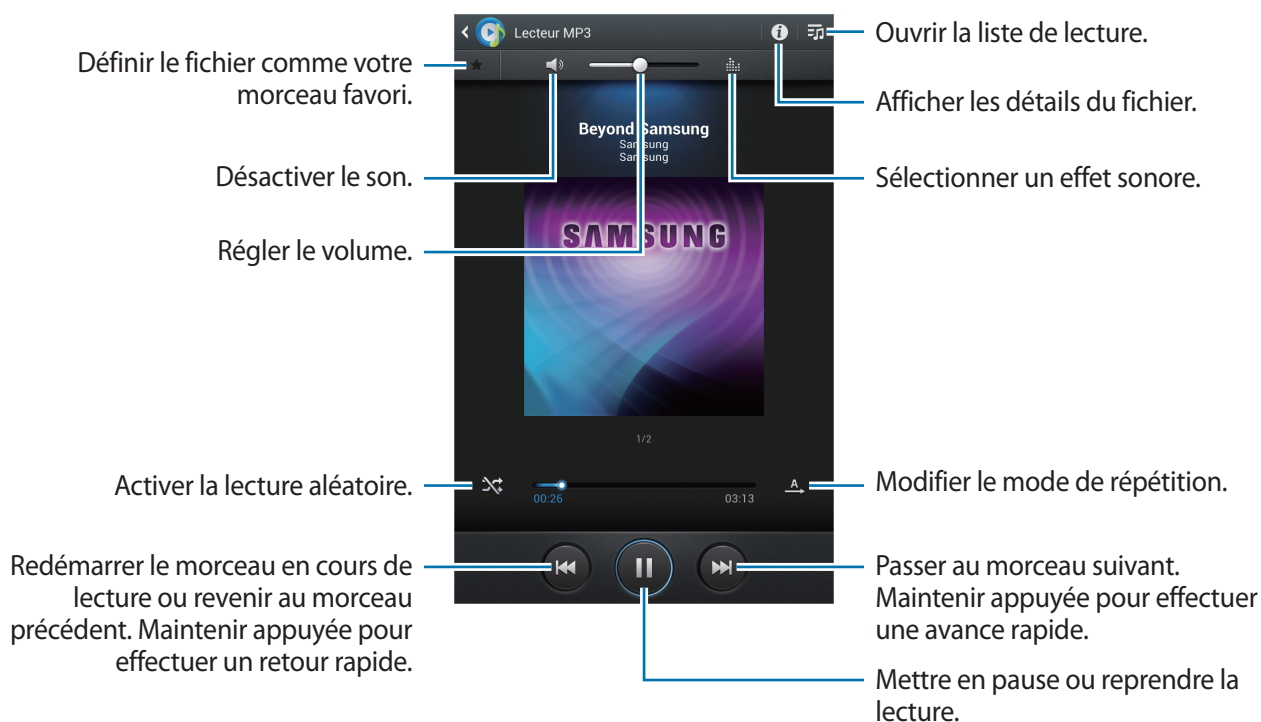 Lecteur MP3
Ouvrir la liste de lecture.
Définir le fichier comme votre
morceau favori.
Afficher les détails du fichier.
Beyond Samsung
Samsung
Samsung
Désactiver le son.
Sélectionner un effet sonore.
SAMSUNG
Régler le volume.
1/2
Activer la lecture aléatoire.
00:26
03:13
A
Modifier le mode de répétition.
Redémarrer le morceau en cours de
lecture ou revenir au morceau
précédent. Maintenir appuyée pour
effectuer un retour rapide.
Passer au morceau suivant.
Maintenir appuyée pour effectuer
une avance rapide.
Mettre en pause ou reprendre la
lecture.